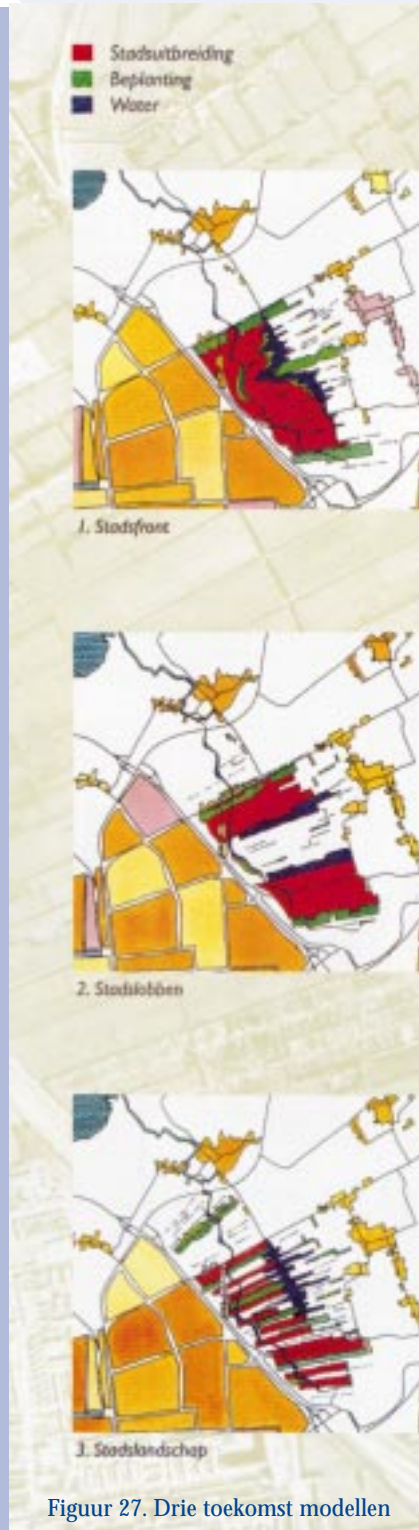 Stadsuitbreiding
Beplanting
Water
1. Stadsfront
2. Stadslobben
3. Stadslandschap
Figuur 27. Drie toekomst modellen